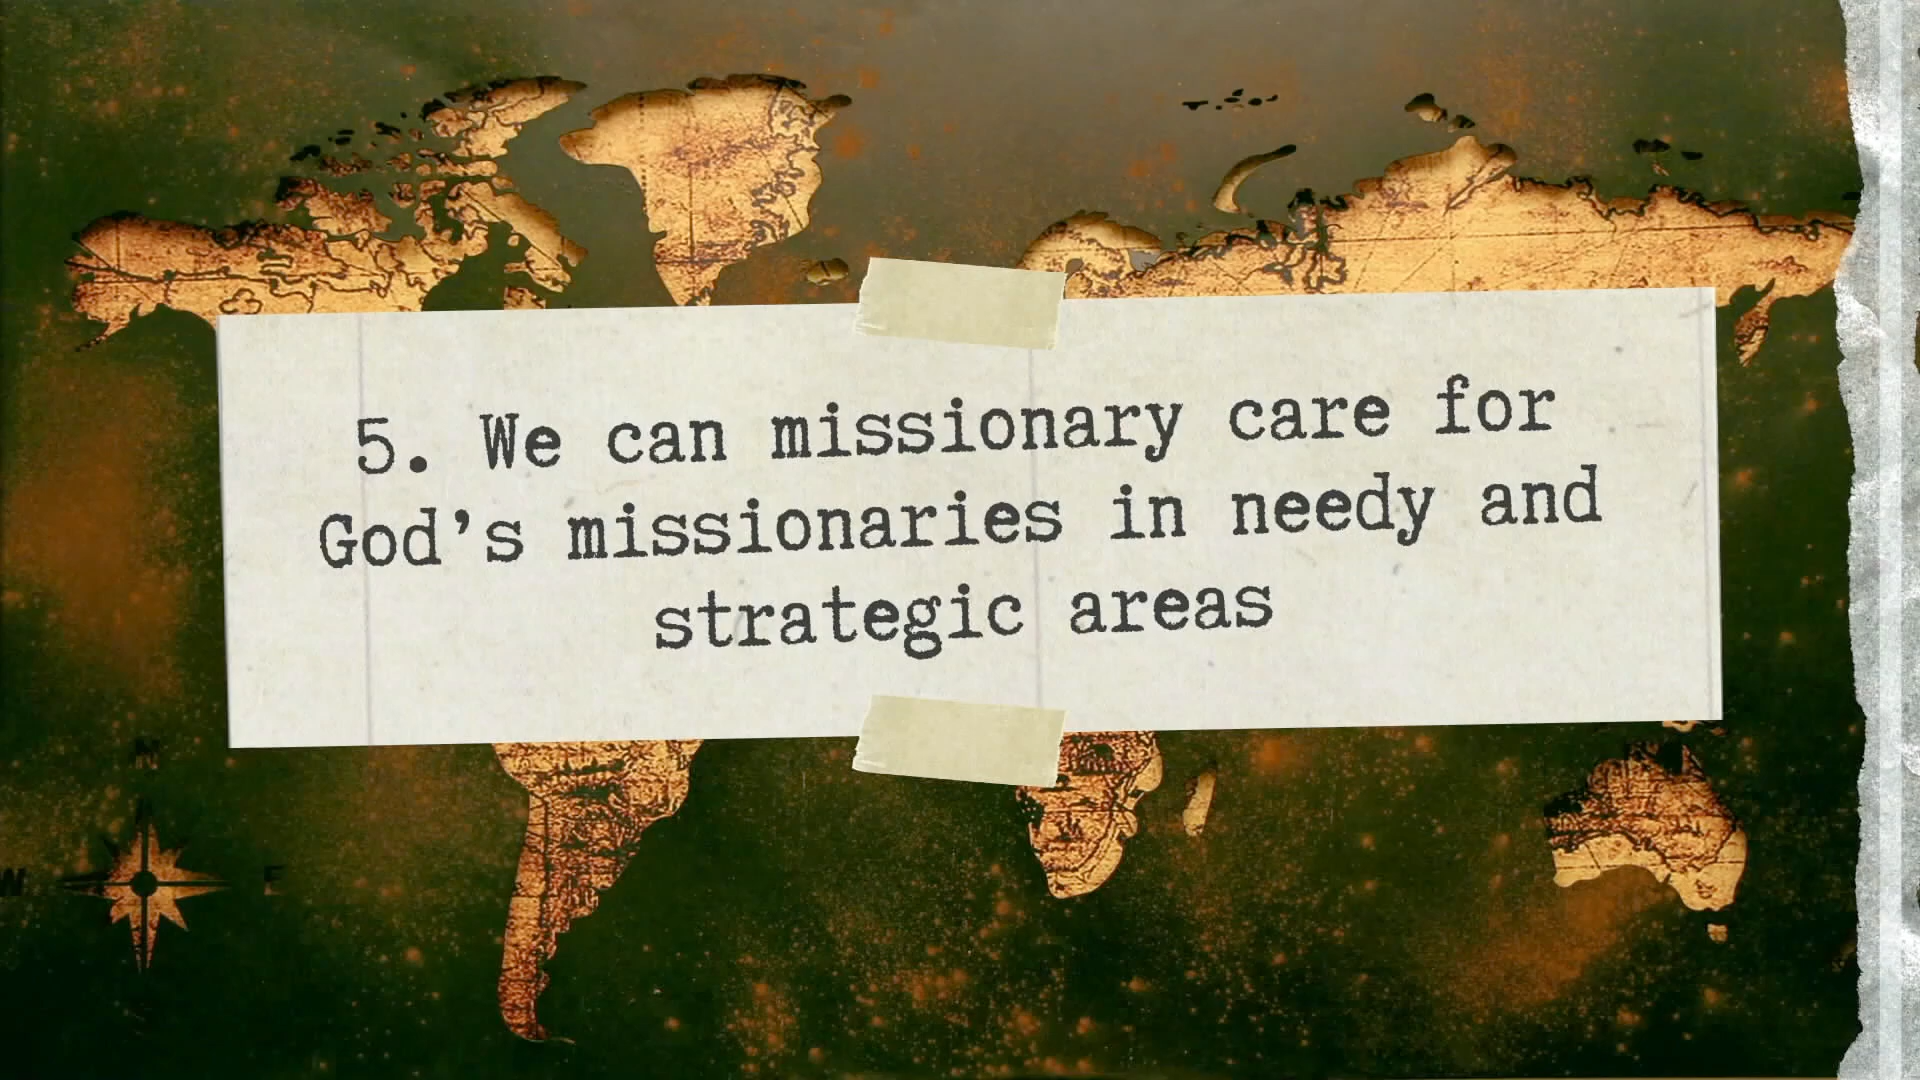 5. We can missionary care for
God's missionaries in needy and
strategic areas
N
W
E